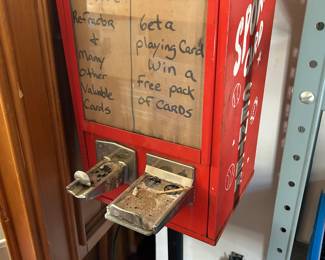 Refractor
&
Many
Other
Valuable
Cards
Get a
playing Card
Win a
Free pack
of CARDS